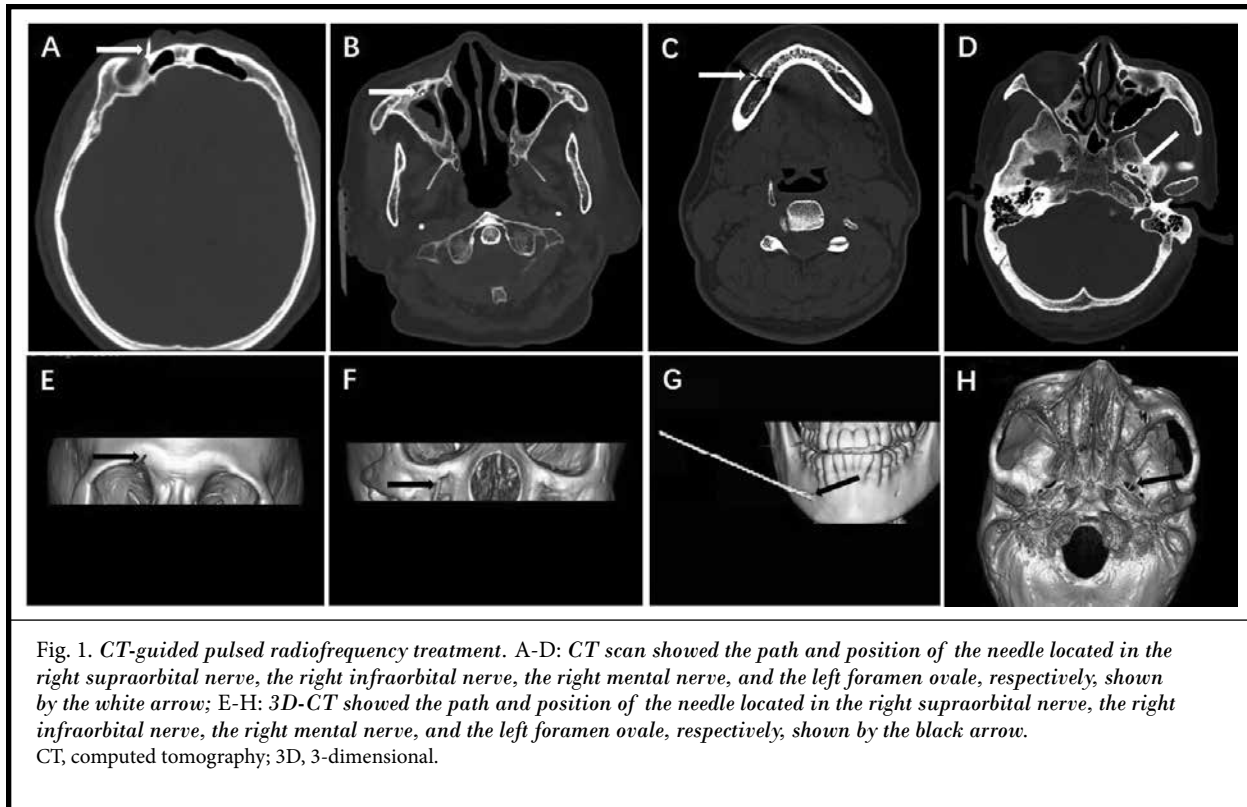 A
B
C
D
E
F
G
H
Fig. 1. CT-guided pulsed radiofrequency treatment. A-D: CT scan showed the path and position of the needle located in the
right supraorbital nerve, the right infraorbital nerve, the right mental nerve, and the left foramen ovale, respectively, shown
by the white arrow; E-H: 3D-CT showed the path and position of the needle located in the right supraorbital nerve, the right
infraorbital nerve, the right mental nerve, and the left foramen ovale, respectively, shown by the black arrow.
CT, computed tomography; 3D, 3-dimensional.